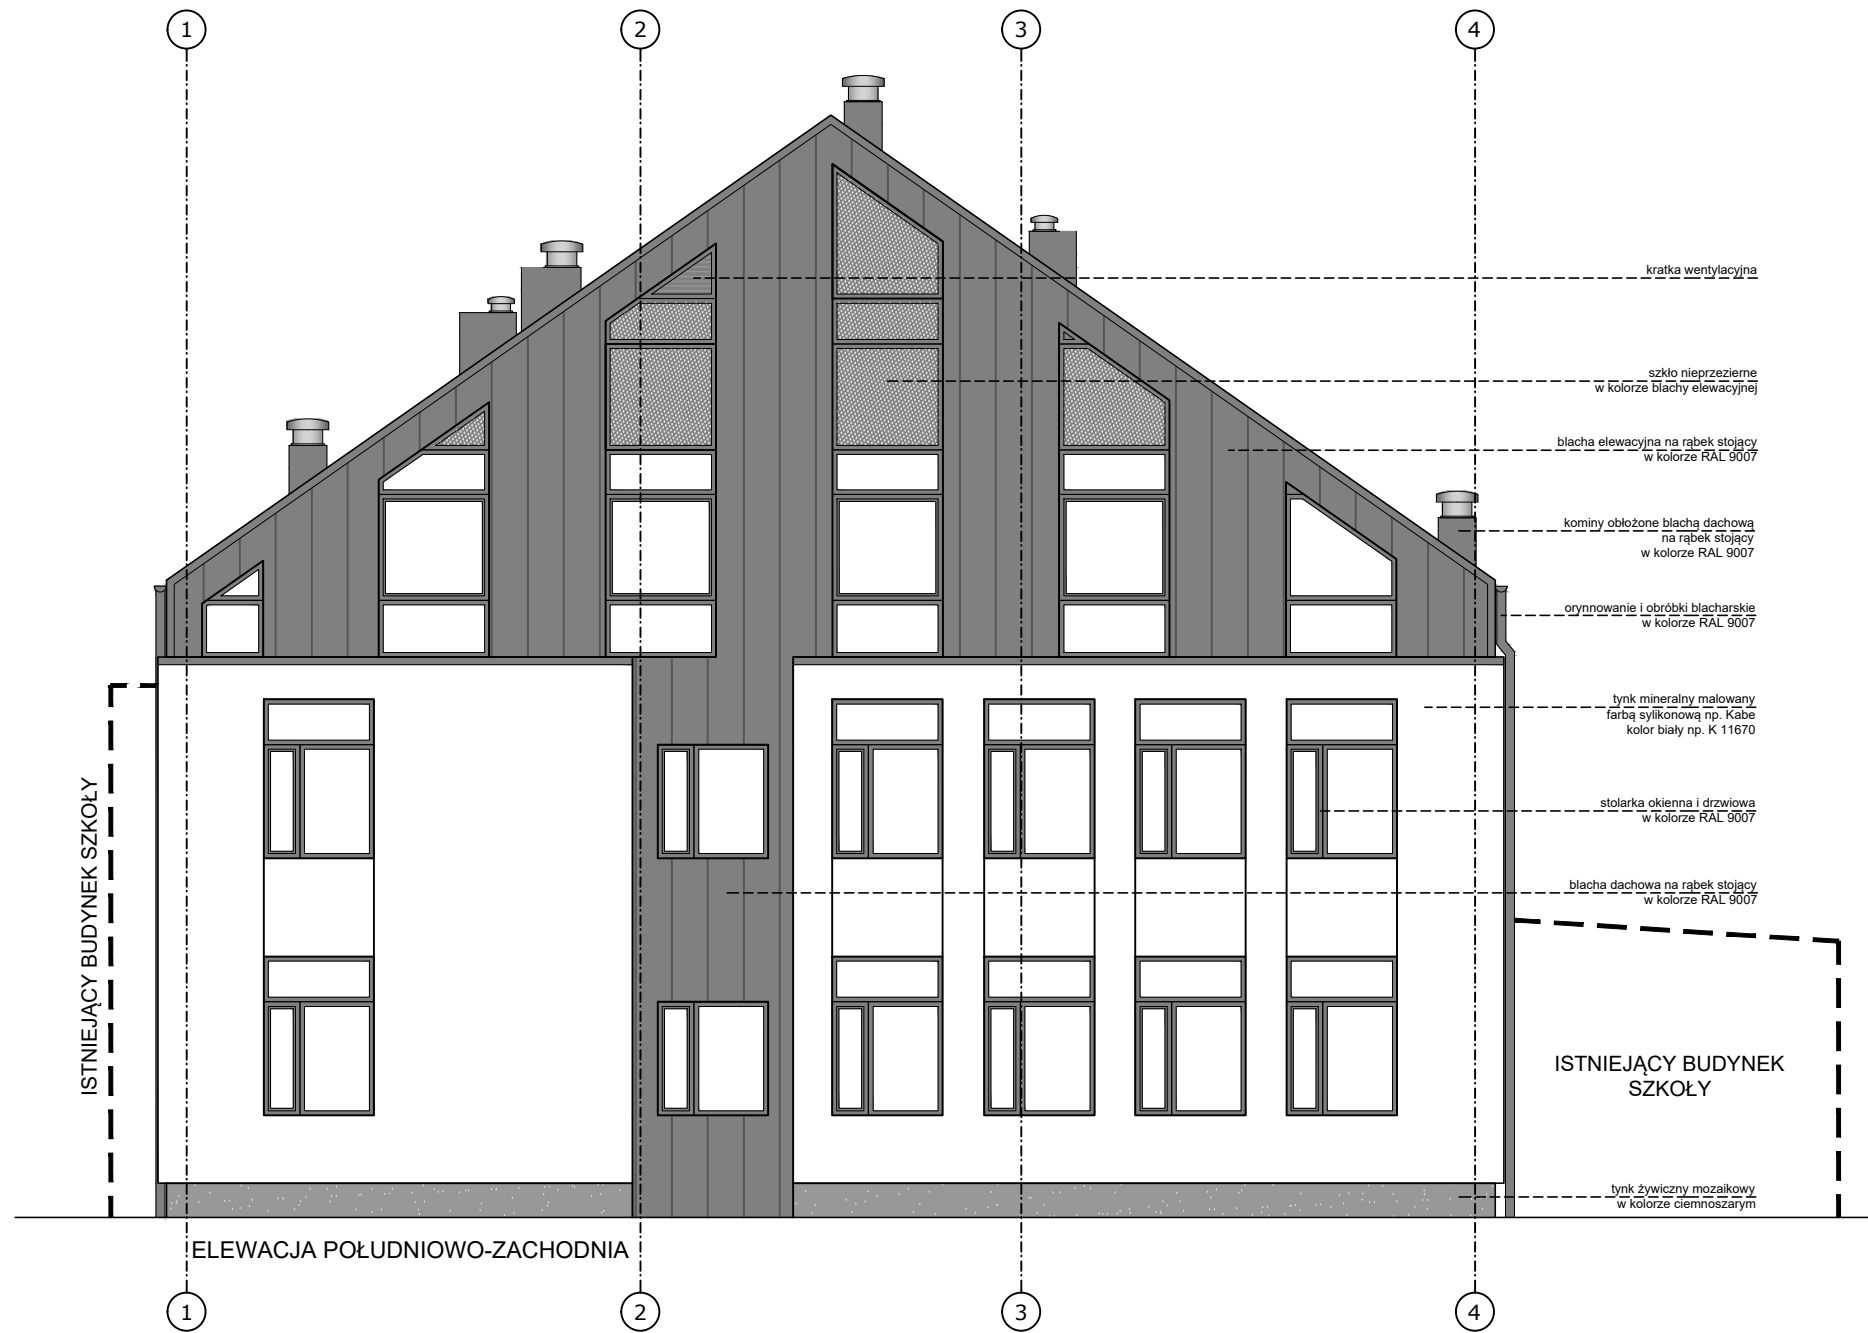 1
2
3
4
kratka wentylacyjna
szkło nieprzezierne
w kolorze blachy elewacyjnej
blacha elewacyjna na rąbek stojący
w kolorze RAL 9007
kominy obłożone blachą dachową
na rąbek stojący
w kolorze RAL 9007
orynnowanie i obróbki blacharskie
w kolorze RAL 9007
tynk mineralny malowany
farbą sylikonową np. Kabe
kolor biały np. K 11670
stolarka okienna i drzwiowa
w kolorze RAL 9007
blacha dachowa na rąbek stojący
w kolorze RAL 9007
ISTNIEJĄCY BUDYNEK SZKOŁY
ISTNIEJĄCY BUDYNEK
SZKOŁY
tynk żywiczny mozaikowy
w kolorze ciemnoszarym
ELEWACJA POŁUDNIOWO-ZACHODNIA
1
2
3
4